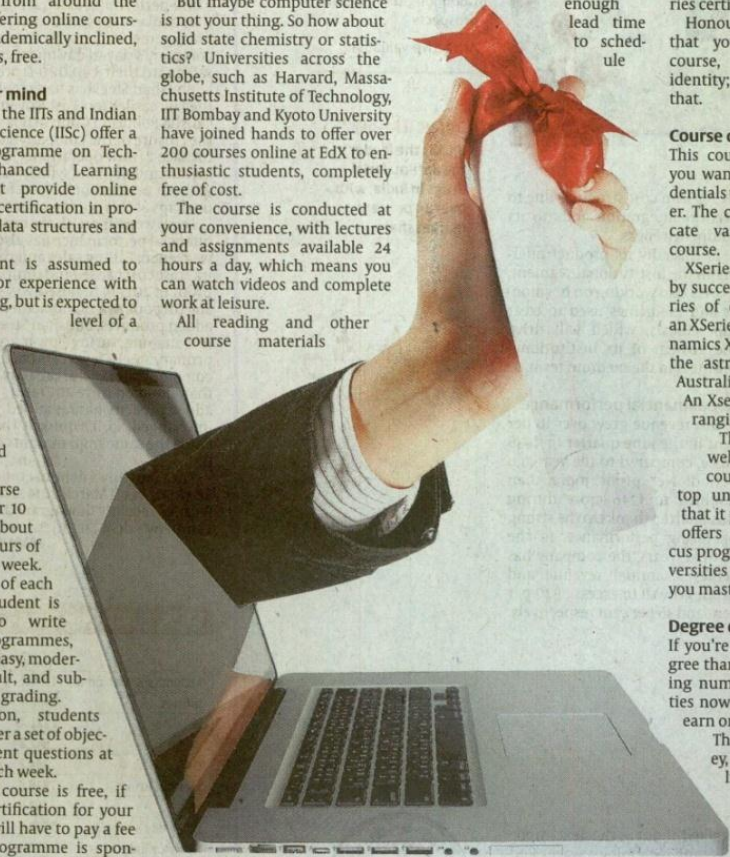 from around the
ering online cours-
demically inclined,
s, free.
r mind
the IITs and Indian
cience (IISc) offer a
ogramme on Tech-
hanced Learning
t provide online
certification in pro-
lata structures and
nt is assumed to
or experience with
g, but is expected to
level of a
d
rse
r 10
bout
urs of
week.
of each
udent is
o write
ogrammes,
asy, moder-
ult, and sub-
grading.
on, students
er a set of objec-
ent questions at
ch week.
course is free, if
rtification for your
vill have to pay a fee
ogramme is spon-
But maybe computer science
is not your thing. So how about
solid state chemistry or statis-
tics? Universities across the
globe, such as Harvard, Massa-
chusetts Institute of Technology,
IIT Bombay and Kyoto University
have joined hands to offer over
200 courses online at EdX to en-
thusiastic students, completely
free of cost.
The course is conducted at
your convenience, with lectures
and assignments available 24
hours a day, which means you
can watch videos and complete
work at leisure.
All reading and other
course materials
enough
lead time
to sched-
ule
ries certi
Honou
that yo
course,
identity;
that.
Course c
This cou
you wan
dentials
er. The c
cate va
course.
XSerie
by succe
ries of
an XSerie
namics X
the astr
Australi
An Xse
rangi
Th
wel
cou
top un
that it
offers
cus prog
versities
you mast
Degree
If you're
gree than
ing num
ties now
earn or
Th
ey,